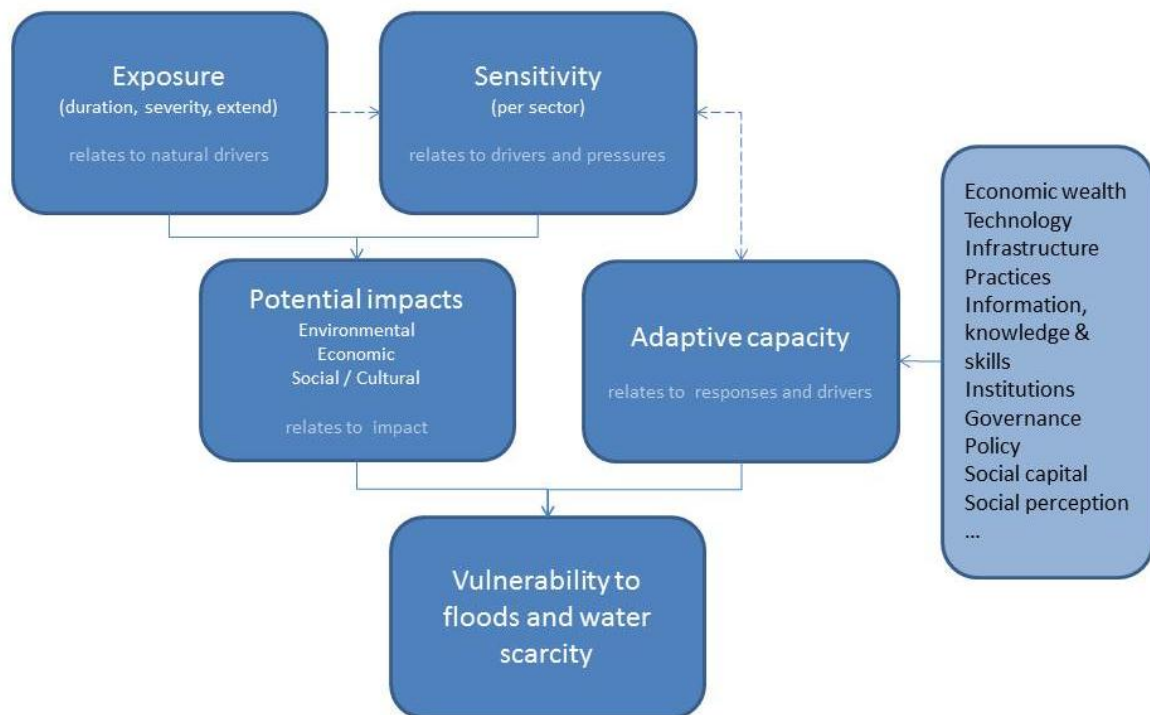 Exposure
(duration, severity, extend)
relates to natural drivers
Sensitivity
(per sector)
relates to drivers and pressures
Potential impacts
Environmental
Economic
Social / Cultural
relates to impact
Adaptive capacity
relates to responses and drivers
Economic wealth
Technology
Infrastructure
Practices
Information,
knowledge &
skills
Institutions
Governance
Policy
Social capital
Social perception
...
Vulnerability to
floods and water
scarcity